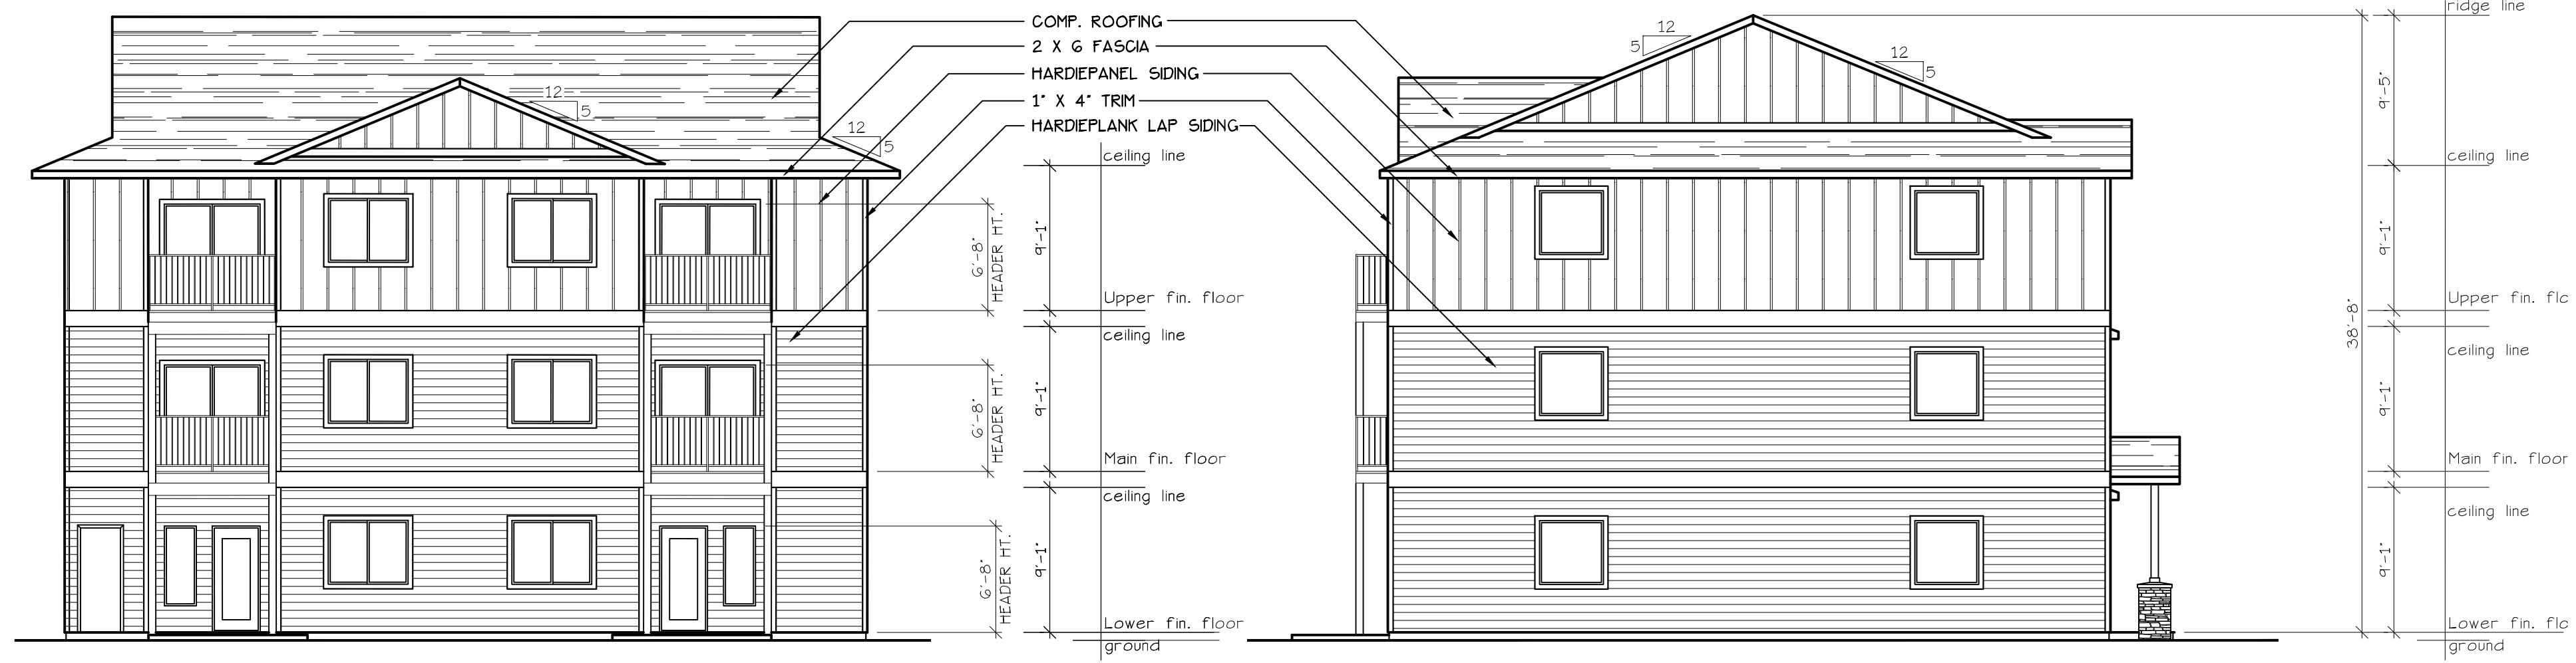 COMP. ROOFING
2 X 6 FASCIA
HARDIEPANEL SIDING
1" X 4" TRIM
HARDIEPLANK LAP SIDING
12
5
12
5
ceiling line
9'-1"
6'-8"
HEADER HT.
Upper fin. floor
ceiling line
9'-1"
6'-8"
HEADER HT.
Main fin. floor
ceiling line
9'-1"
6'-8"
HEADER HT.
Lower fin. floor
ground
12
5
12
5
ridge line
9'-5"
ceiling line
9'-1"
Upper fin. flo
38'-8"
ceiling line
9'-1"
Main fin. floor
ceiling line
9'-1"
Lower fin. flo
ground